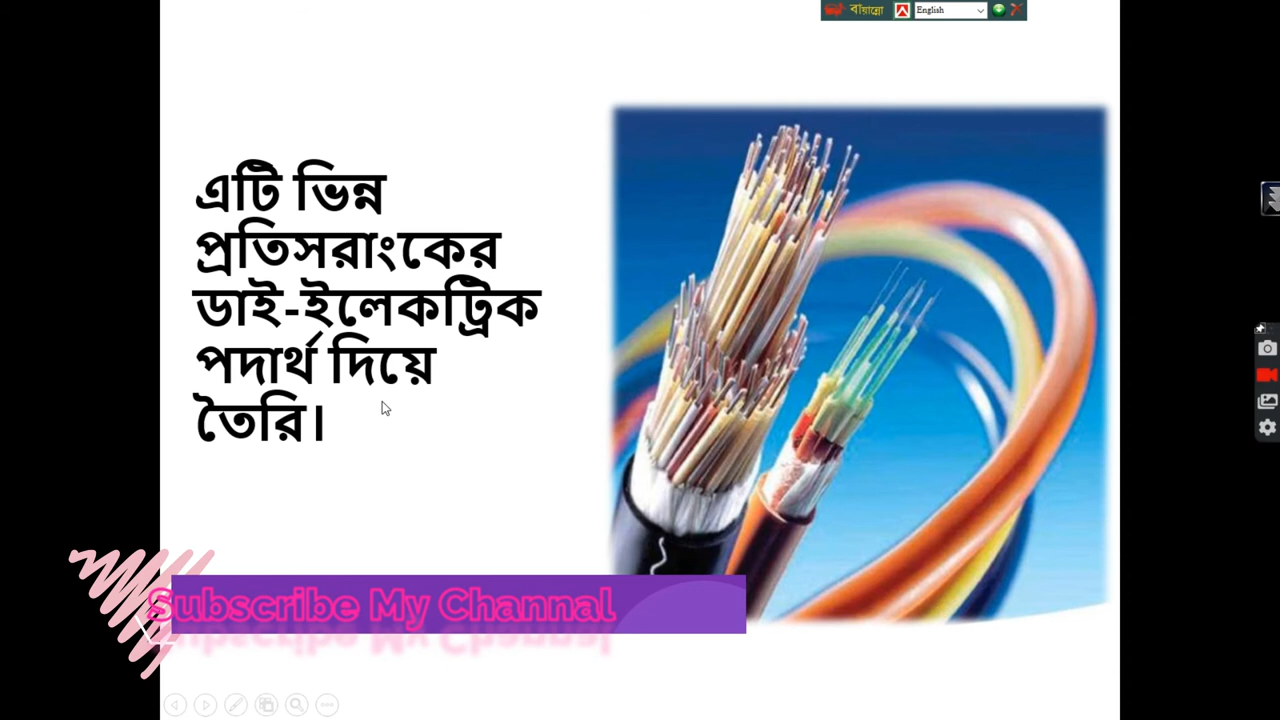 বায়ান্নো English
এটি ভিন্ন
প্রতিসরাংকের
ডাই-ইলেকট্রিক
পদার্থ দিয়ে
তৈরি।
Subscribe My Channal